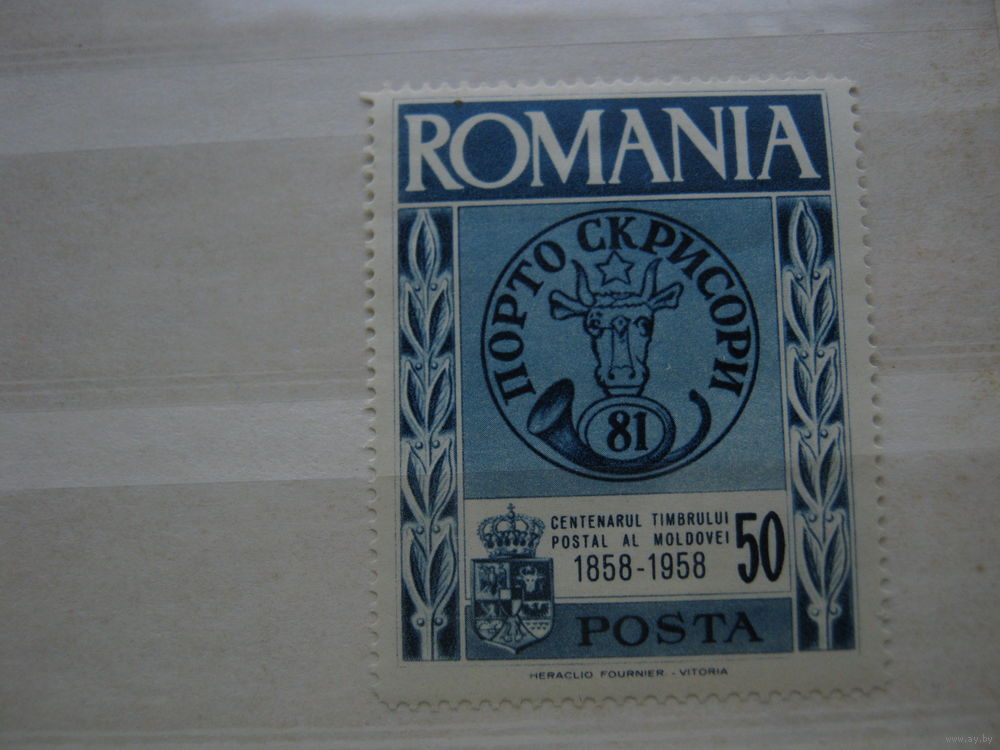 ROMANIA
ПОРТО СКРИСОРИ
81
CENTENARUL TIMBRULUI
POSTAL AL MOLDOVEI
1858-1958
50
POSTA
HERACLIO FOURNIER.-VITORIA
www.ay.by